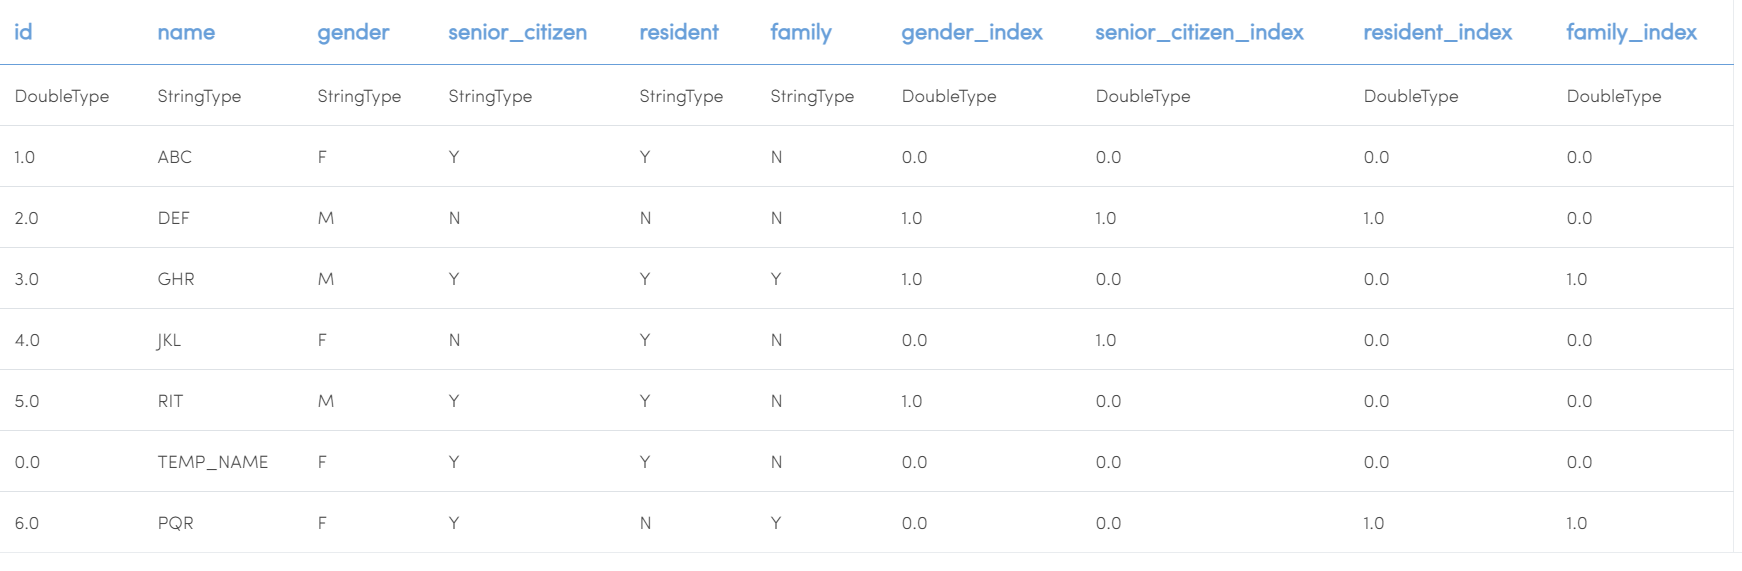 id name gender senior_citizen resident family gender_index senior_citizen_index resident_index family_index
DoubleType StringType StringType StringType StringType StringType DoubleType DoubleType DoubleType DoubleType
1.0 ABC F Y Y N 0.0 0.0 0.0 0.0
2.0 DEF M N N N 1.0 1.0 1.0 0.0
3.0 GHR M Y Y Y 1.0 0.0 0.0 1.0
4.0 JKL F N Y N 0.0 1.0 0.0 0.0
5.0 RIT M Y Y N 1.0 0.0 0.0 0.0
0.0 TEMP_NAME F Y Y N 0.0 0.0 0.0 0.0
6.0 PQR F Y N Y 0.0 0.0 1.0 1.0